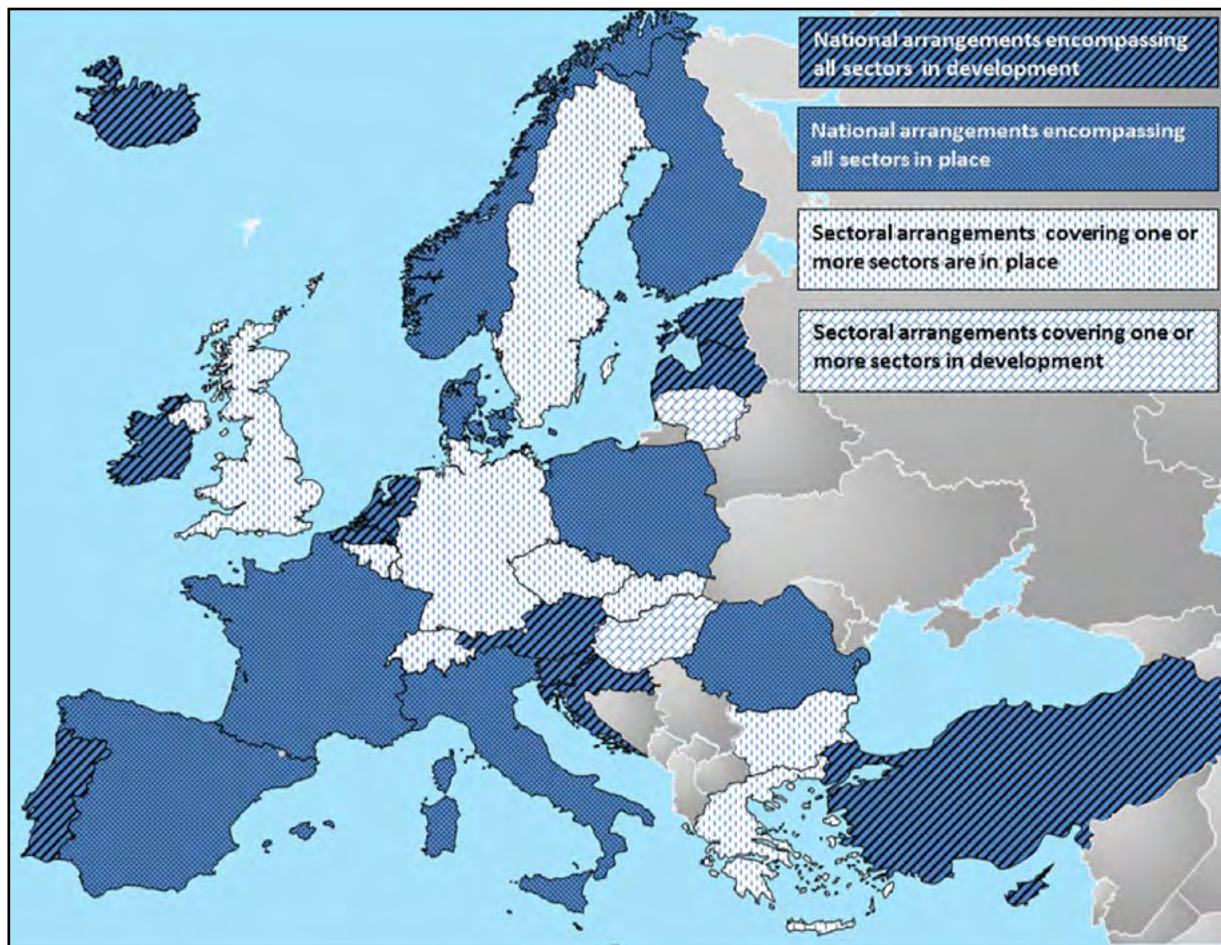 National arrangements encompassing
all sectors in development
National arrangements encompassing
all sectors in place
Sectoral arrangements covering one or
more sectors are in place
Sectoral arrangements covering one or
more sectors in development